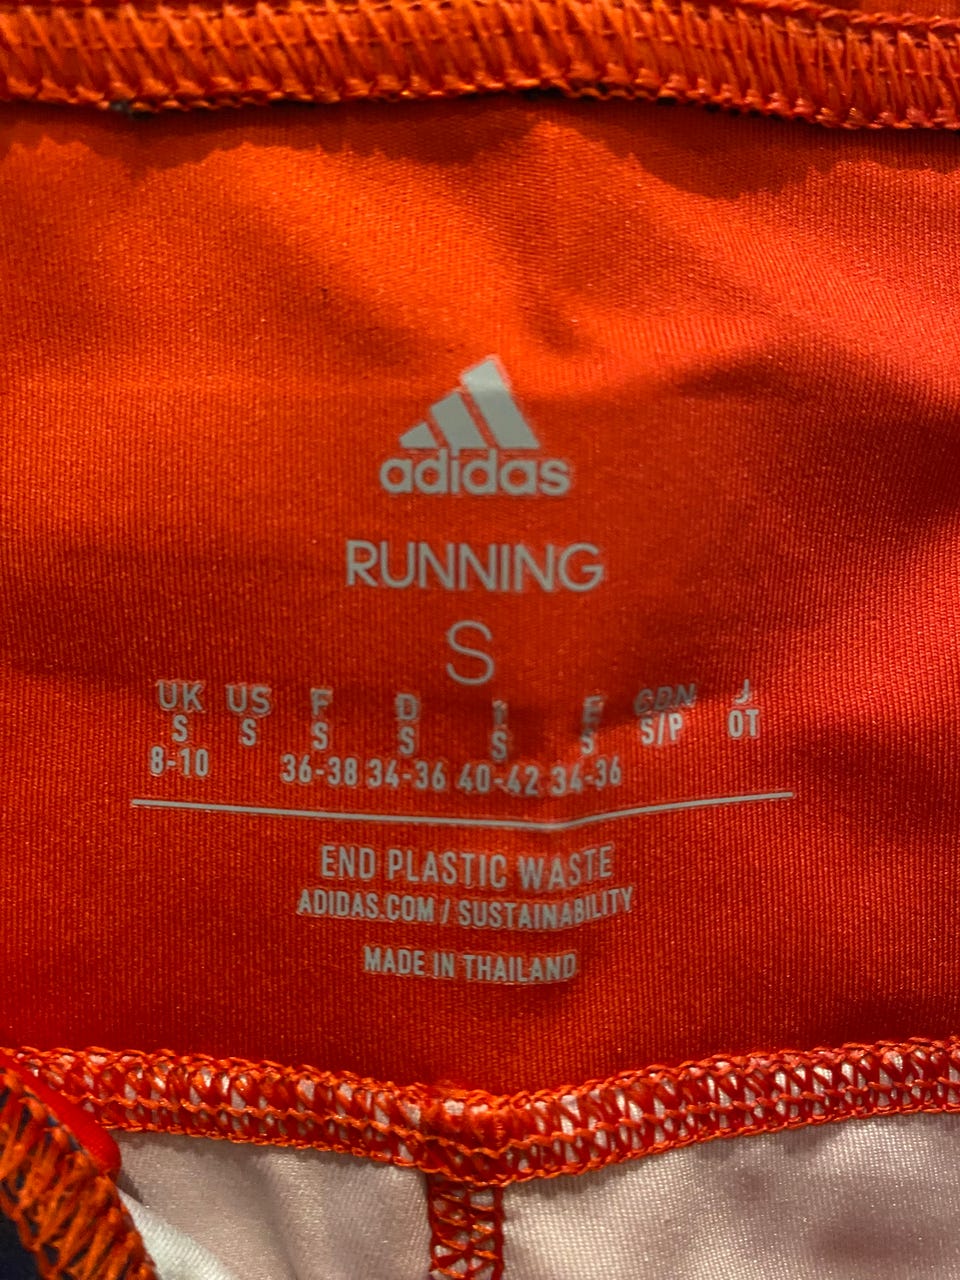 adidas
RUNNING
S
UK US F D I E CDN J
S S S S S S S/P OT
8-10 36-38 34-36 40-42 34-36
END PLASTIC WASTE
ADIDAS.COM / SUSTAINABILITY
MADE IN THAILAND